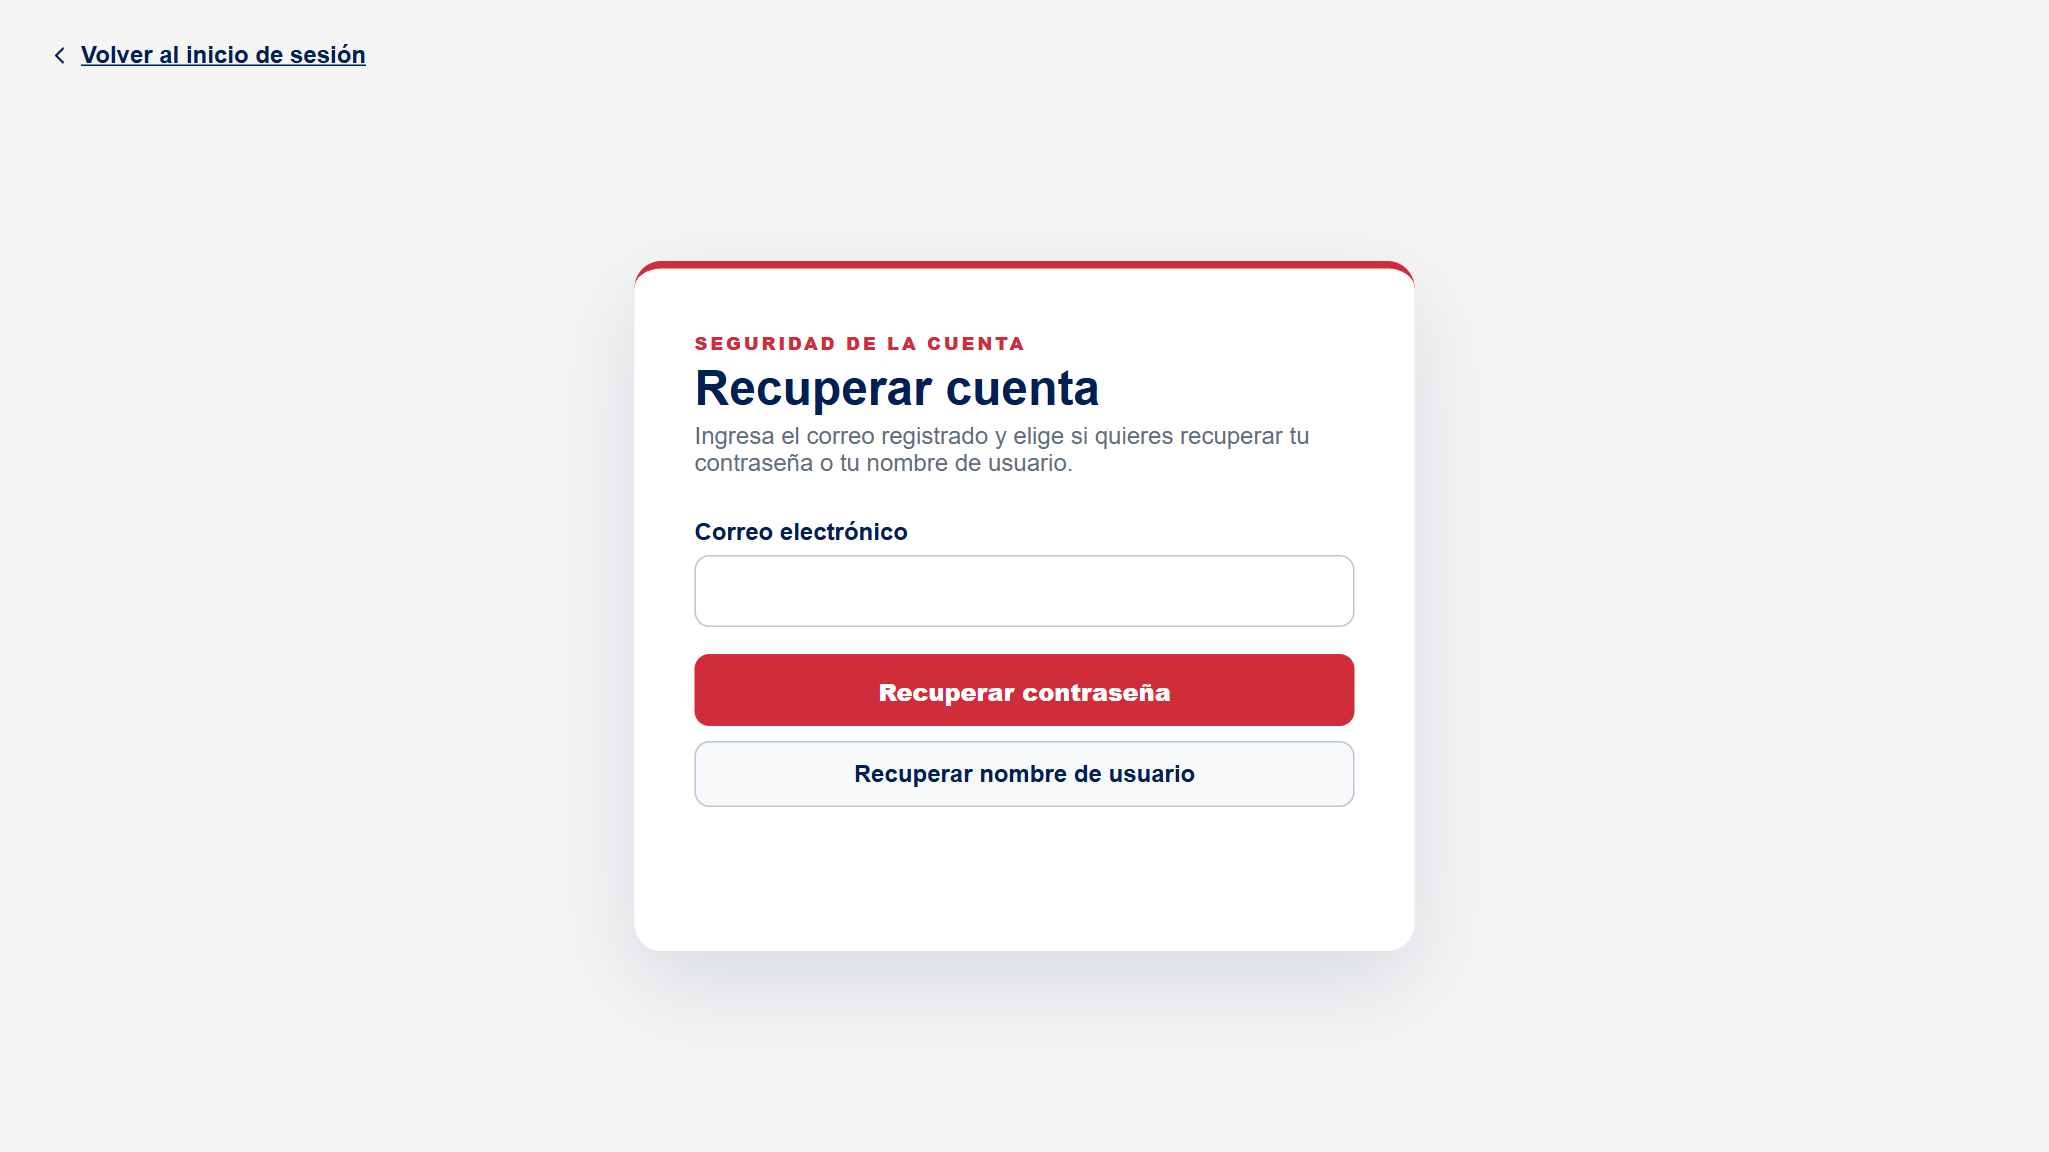 Volver al inicio de sesión
SEGURIDAD DE LA CUENTA
Recuperar cuenta
Ingresa el correo registrado y elige si quieres recuperar tu
contraseña o tu nombre de usuario.
Correo electrónico
Recuperar contraseña
Recuperar nombre de usuario